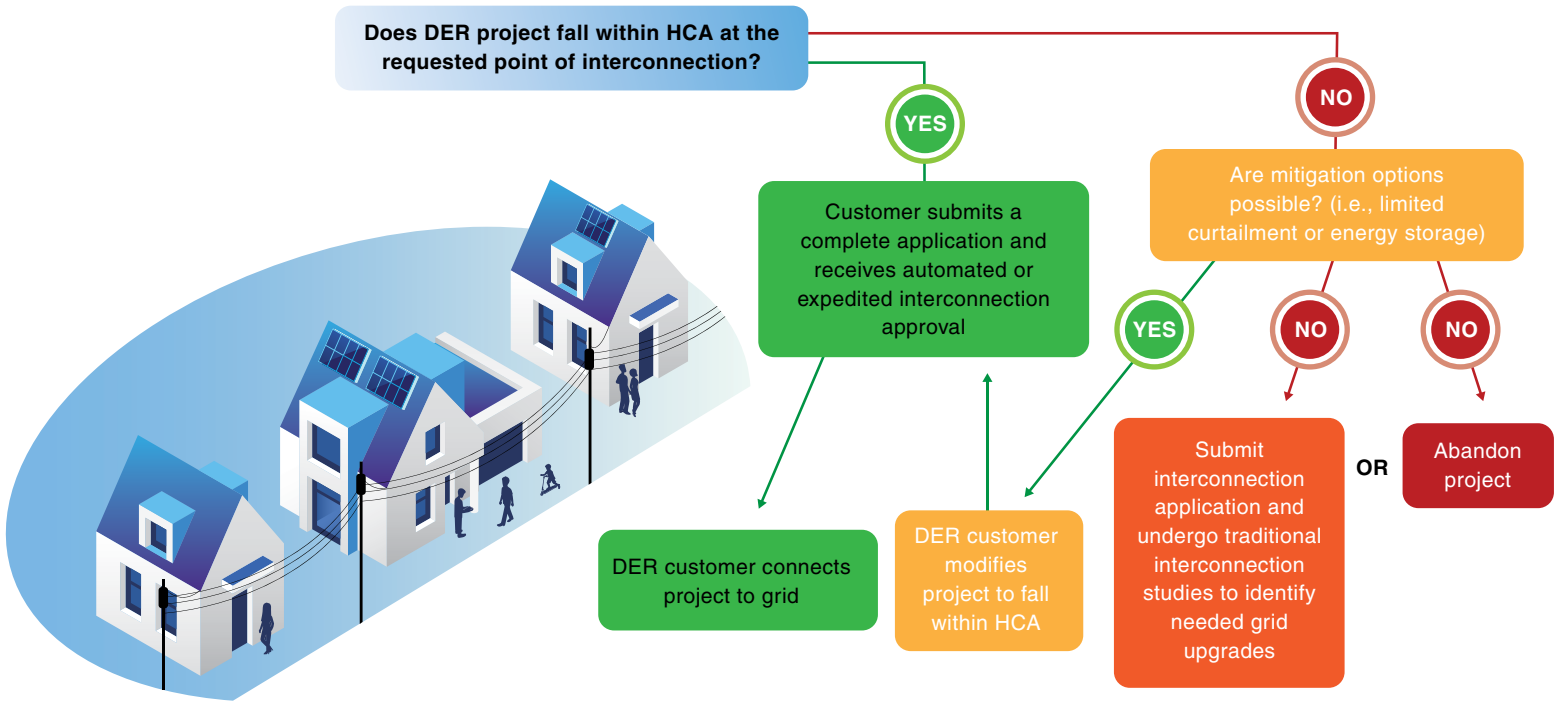 Does DER project fall within HCA at the
requested point of interconnection?
YES
NO
Customer submits a
complete application and
receives automated or
expedited interconnection
approval
Are mitigation options
possible? (i.e., limited
curtailment or energy storage)
YES
NO
NO
DER customer connects
project to grid
DER customer
modifies
project to fall
within HCA
Submit
interconnection
application and
undergo traditional
interconnection
studies to identify
needed grid
upgrades
OR
Abandon
project